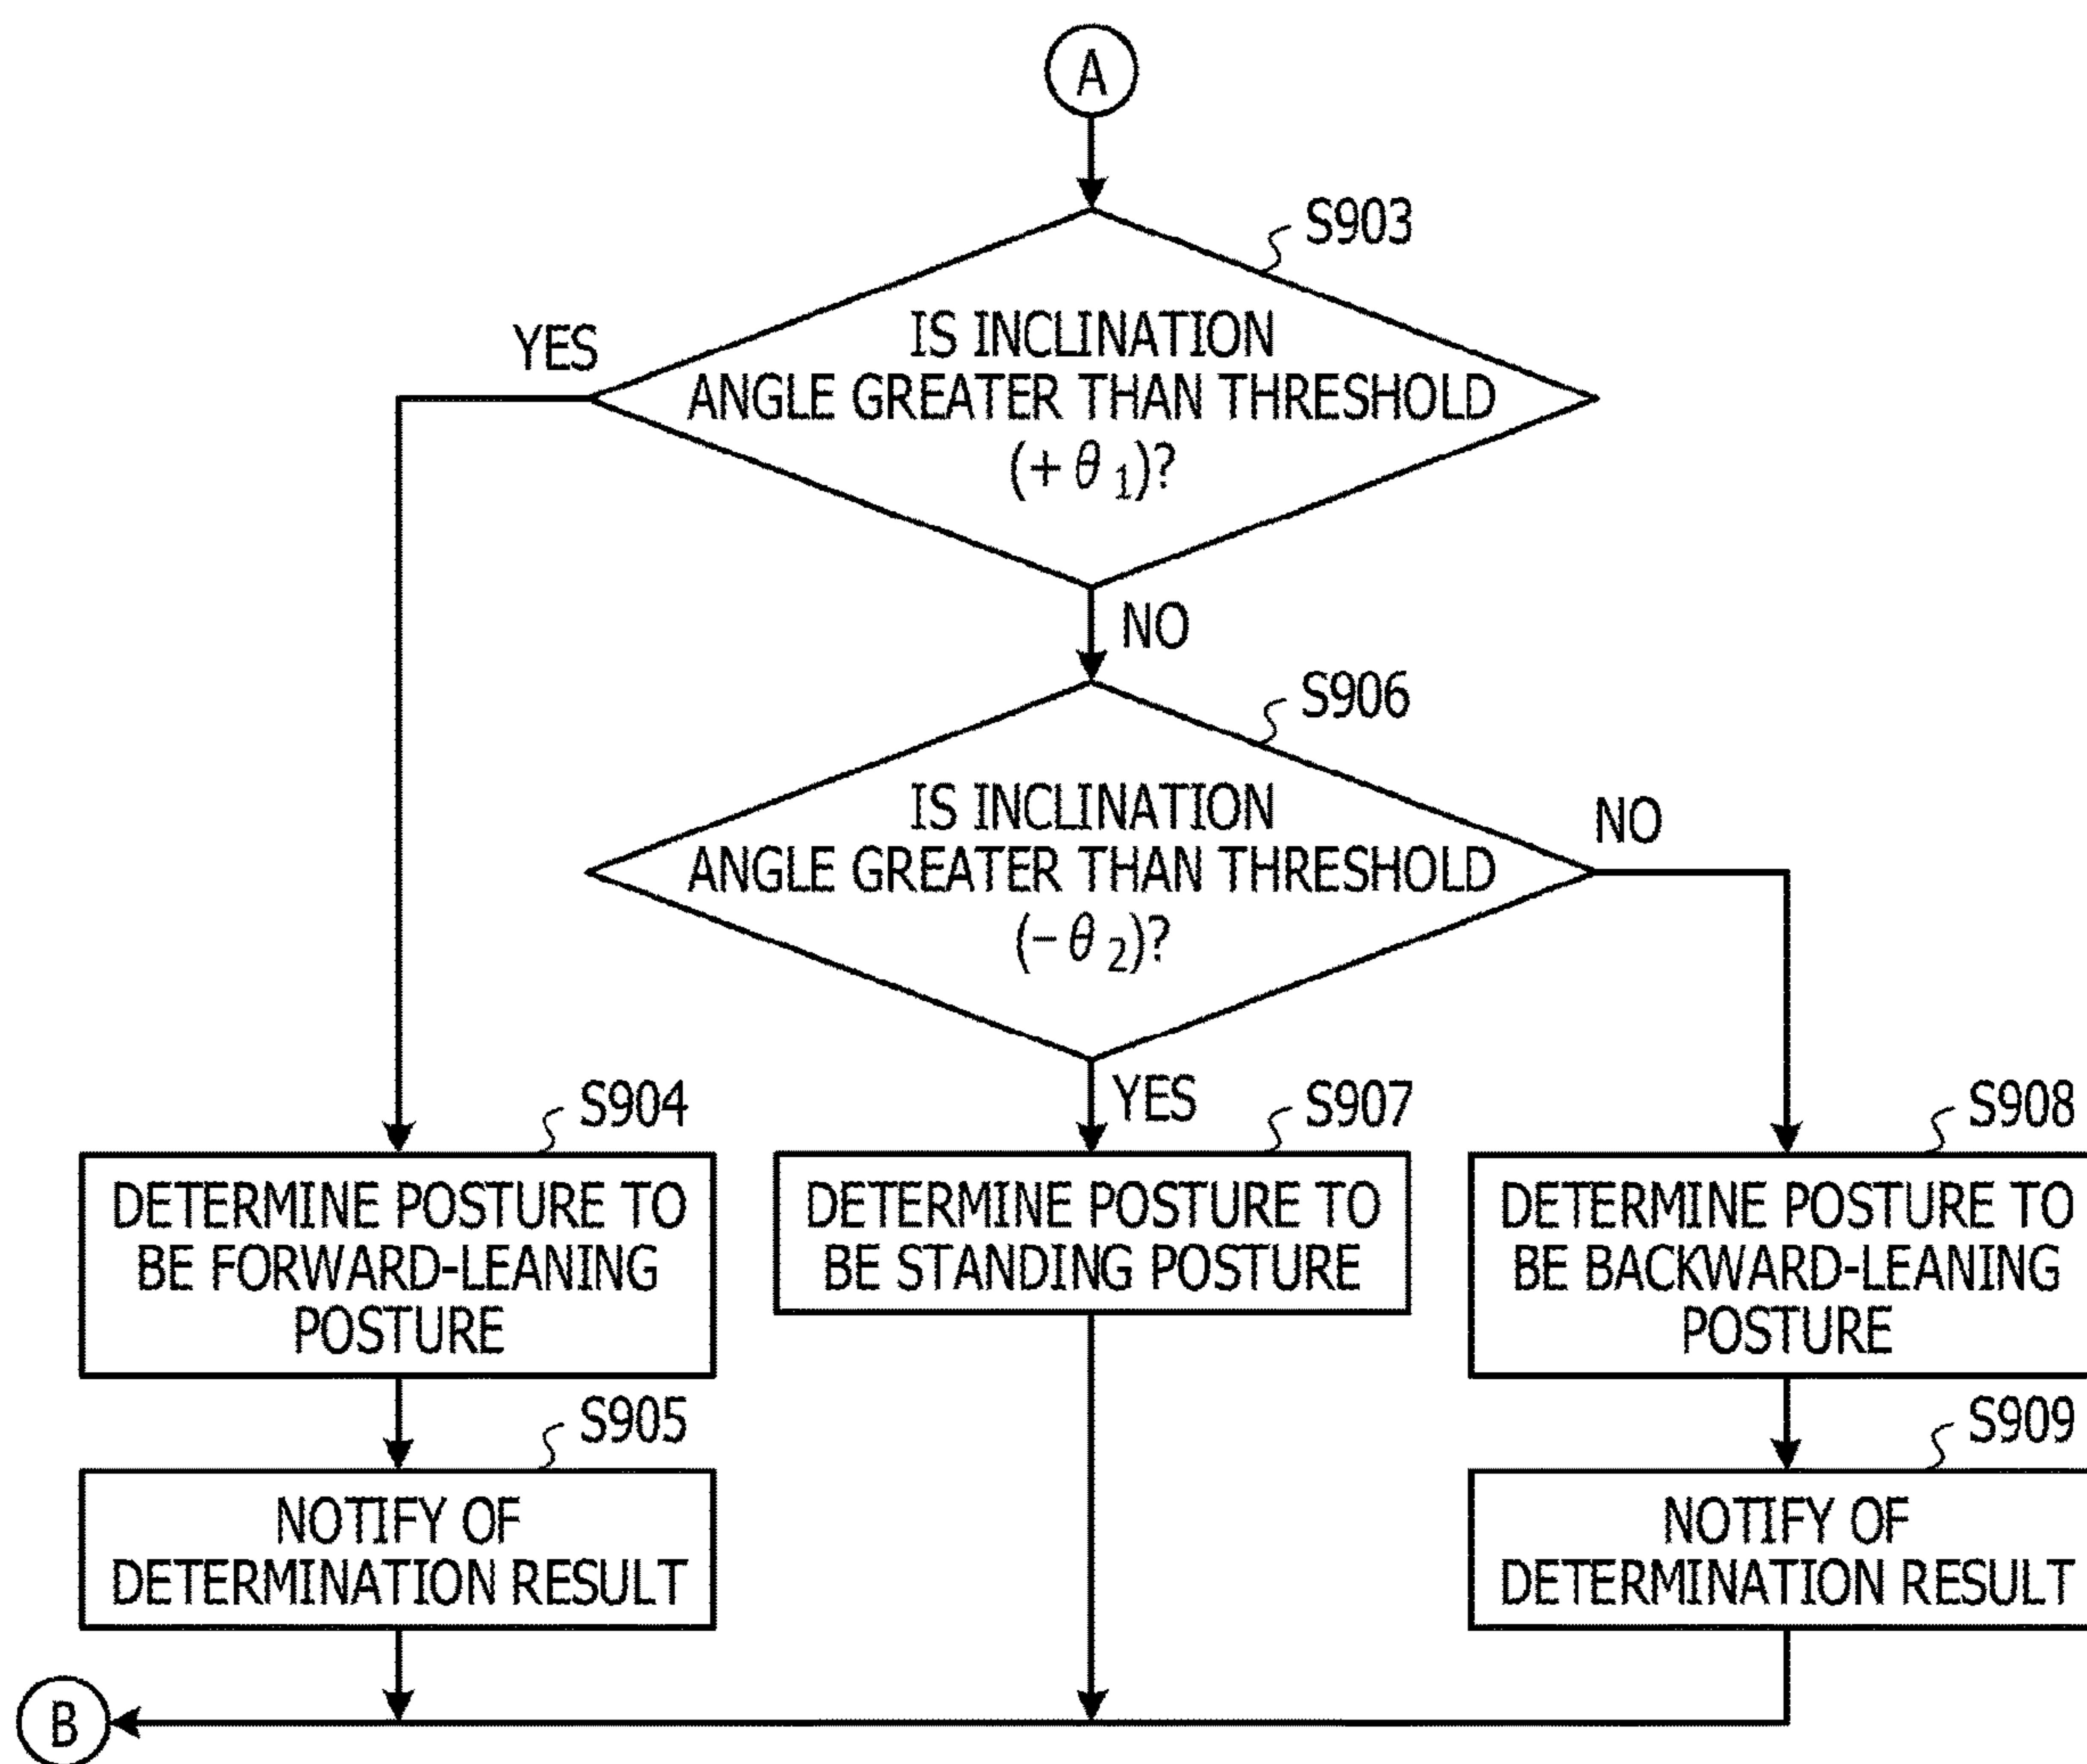 A
S903
YES
IS INCLINATION
ANGLE GREATER THAN THRESHOLD
(+θ₁)?
NO
S906
IS INCLINATION
ANGLE GREATER THAN THRESHOLD
(−θ₂)?
NO
YES
S904
DETERMINE POSTURE TO
BE FORWARD-LEANING
POSTURE
S907
DETERMINE POSTURE TO
BE STANDING POSTURE
S908
DETERMINE POSTURE TO
BE BACKWARD-LEANING
POSTURE
S905
NOTIFY OF
DETERMINATION RESULT
S909
NOTIFY OF
DETERMINATION RESULT
B